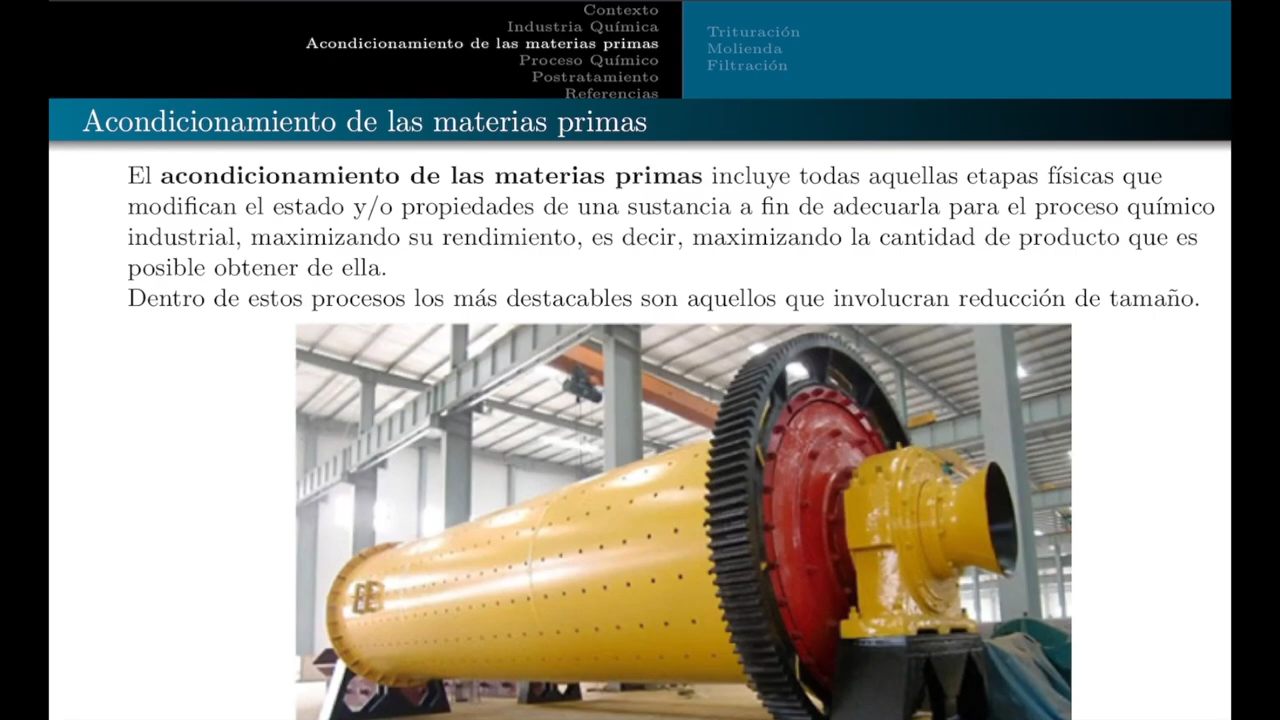 Contexto
Industria Química
Acondicionamiento de las materias primas
Proceso Químico
Postratamiento
Referencias
Trituración
Molienda
Filtración
Acondicionamiento de las materias primas
El acondicionamiento de las materias primas incluye todas aquellas etapas físicas que
modifican el estado y/o propiedades de una sustancia a fin de adecuarla para el proceso químico
industrial, maximizando su rendimiento, es decir, maximizando la cantidad de producto que es
posible obtener de ella.
Dentro de estos procesos los más destacables son aquellos que involucran reducción de tamaño.